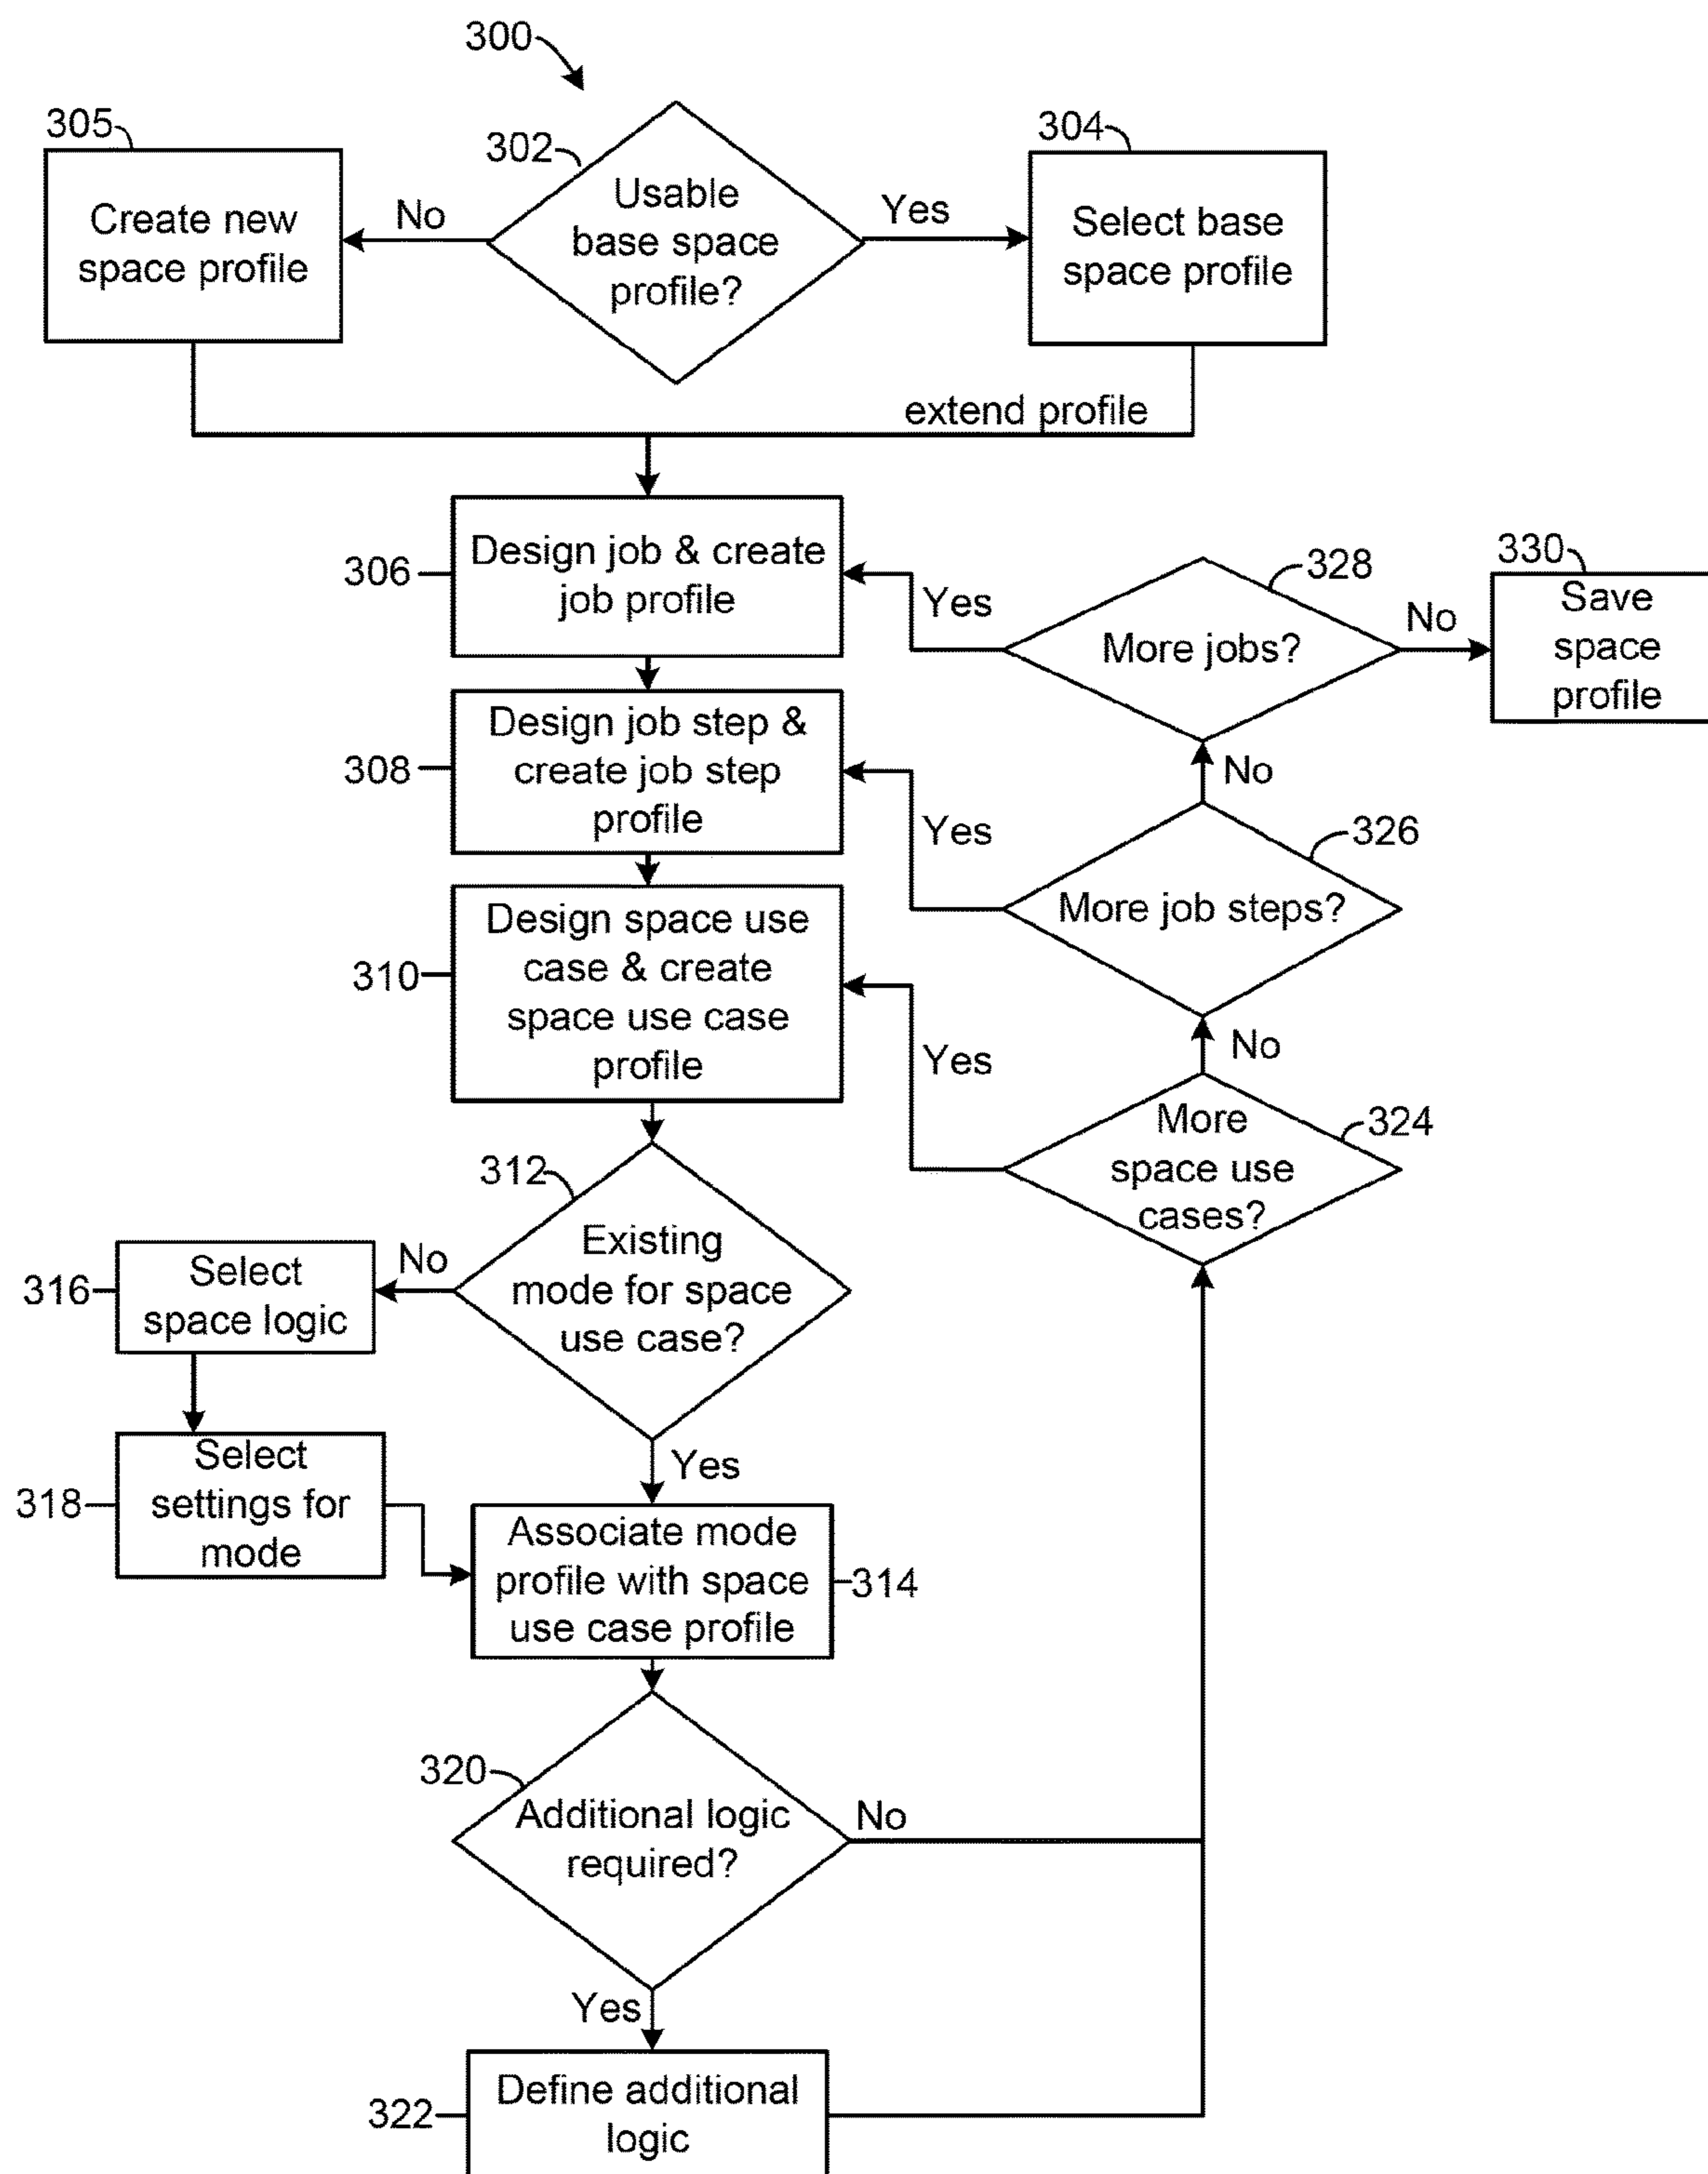 300
305
302
304
Create new
space profile
No
Usable
base space
profile?
Yes
Select base
space profile
extend profile
306
Design job & create
job profile
Yes
More jobs?
328
No
330
Save
space
profile
308
Design job step &
create job step
profile
No
Yes
More job steps?
326
310
Design space use
case & create
space use case
profile
No
Yes
More
space use
cases?
324
312
Existing
mode for space
use case?
No
316
Select
space logic
318
Select
settings for
mode
Yes
Associate mode
profile with space
use case profile
314
320
Additional logic
required?
No
Yes
322
Define additional
logic